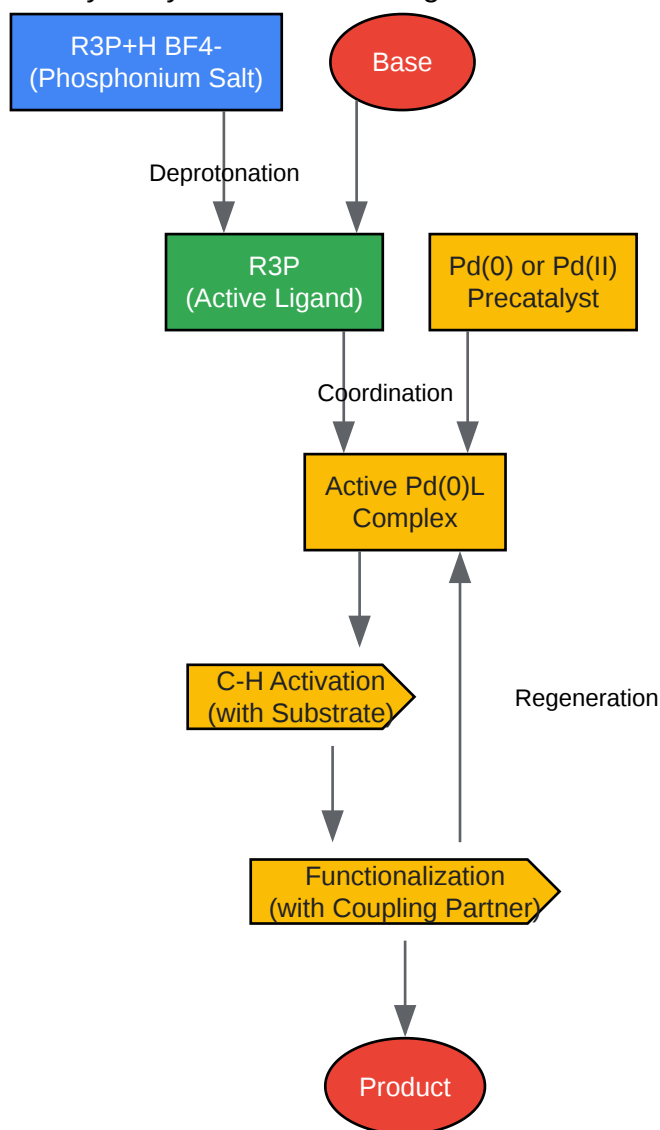 R3P+H BF4-
(Phosphonium Salt)
Base
Deprotonation
R3P
(Active Ligand)
Pd(0) or Pd(II)
Precatalyst
Coordination
Active Pd(0)L
Complex
C-H Activation
(with Substrate)
Regeneration
Functionalization
(with Coupling Partner)
Product